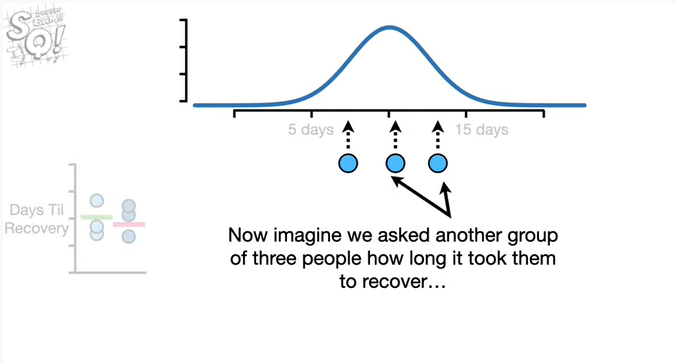 5 days
15 days
Days Til
Recovery
Now imagine we asked another group
of three people how long it took them
to recover…